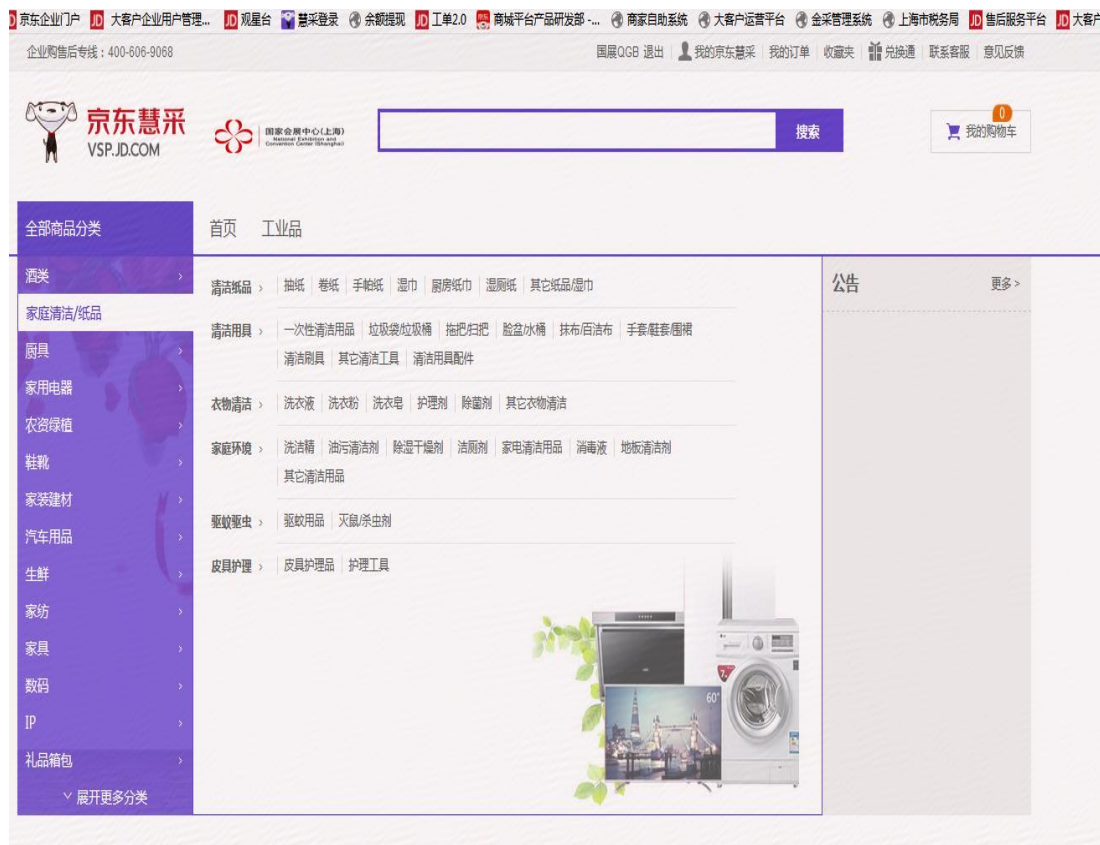 京东企业门户 JD 大客户企业用户管理... JD 观星台 慧采登录 余额提现 JD 工单2.0 商城平台产品研发部 -... 商家自助系统 大客户运营平台 金采管理系统 上海市税务局 JD 售后服务平台 JD 大客户
企业购售后专线：400-606-9068 国展QGB 退出 我的京东慧采 我的订单 收藏夹 兑换通 联系客服 意见反馈
京东慧采
VSP.JD.COM
国家会展中心(上海)
National Exhibition and
Convention Center (Shanghai)
搜索
0
我的购物车
全部商品分类 首页 工业品
酒类 >
家庭清洁/纸品
厨具 >
家用电器 >
农资绿植 >
鞋靴 >
家装建材 >
汽车用品 >
生鲜 >
家纺 >
家具 >
数码 >
IP >
礼品箱包 >
展开更多分类
清洁纸品 > 抽纸 卷纸 手帕纸 湿巾 厨房纸巾 湿厕纸 其它纸品/湿巾
清洁用具 > 一次性清洁用品 垃圾袋/垃圾桶 拖把/扫把 脸盆/水桶 抹布/百洁布 手套/鞋套/围裙
清洁刷具 其它清洁工具 清洁用具配件
衣物清洁 > 洗衣液 洗衣粉 洗衣皂 护理剂 除菌剂 其它衣物清洁
家庭环境 > 洗洁精 油污清洁剂 除湿干燥剂 洁厕剂 家电清洁用品 消毒液 地板清洁剂
其它清洁用品
驱蚊驱虫 > 驱蚊用品 灭鼠/杀虫剂
皮具护理 > 皮具护理品 护理工具
60"
公告 更多 >